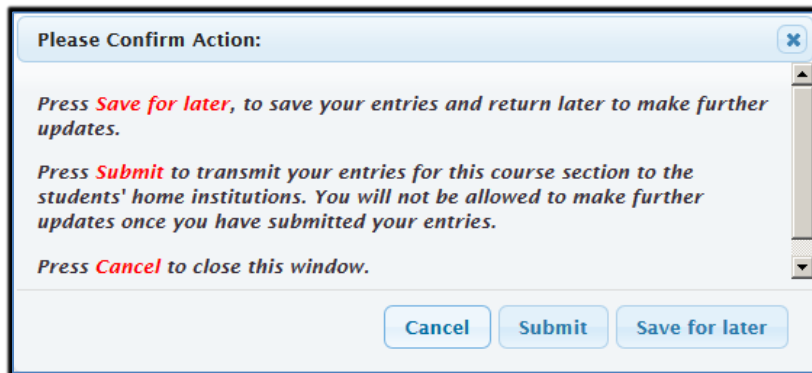 Please Confirm Action:
Press Save for later, to save your entries and return later to make further
updates.
Press Submit to transmit your entries for this course section to the
students' home institutions. You will not be allowed to make further
updates once you have submitted your entries.
Press Cancel to close this window.
Cancel Submit Save for later